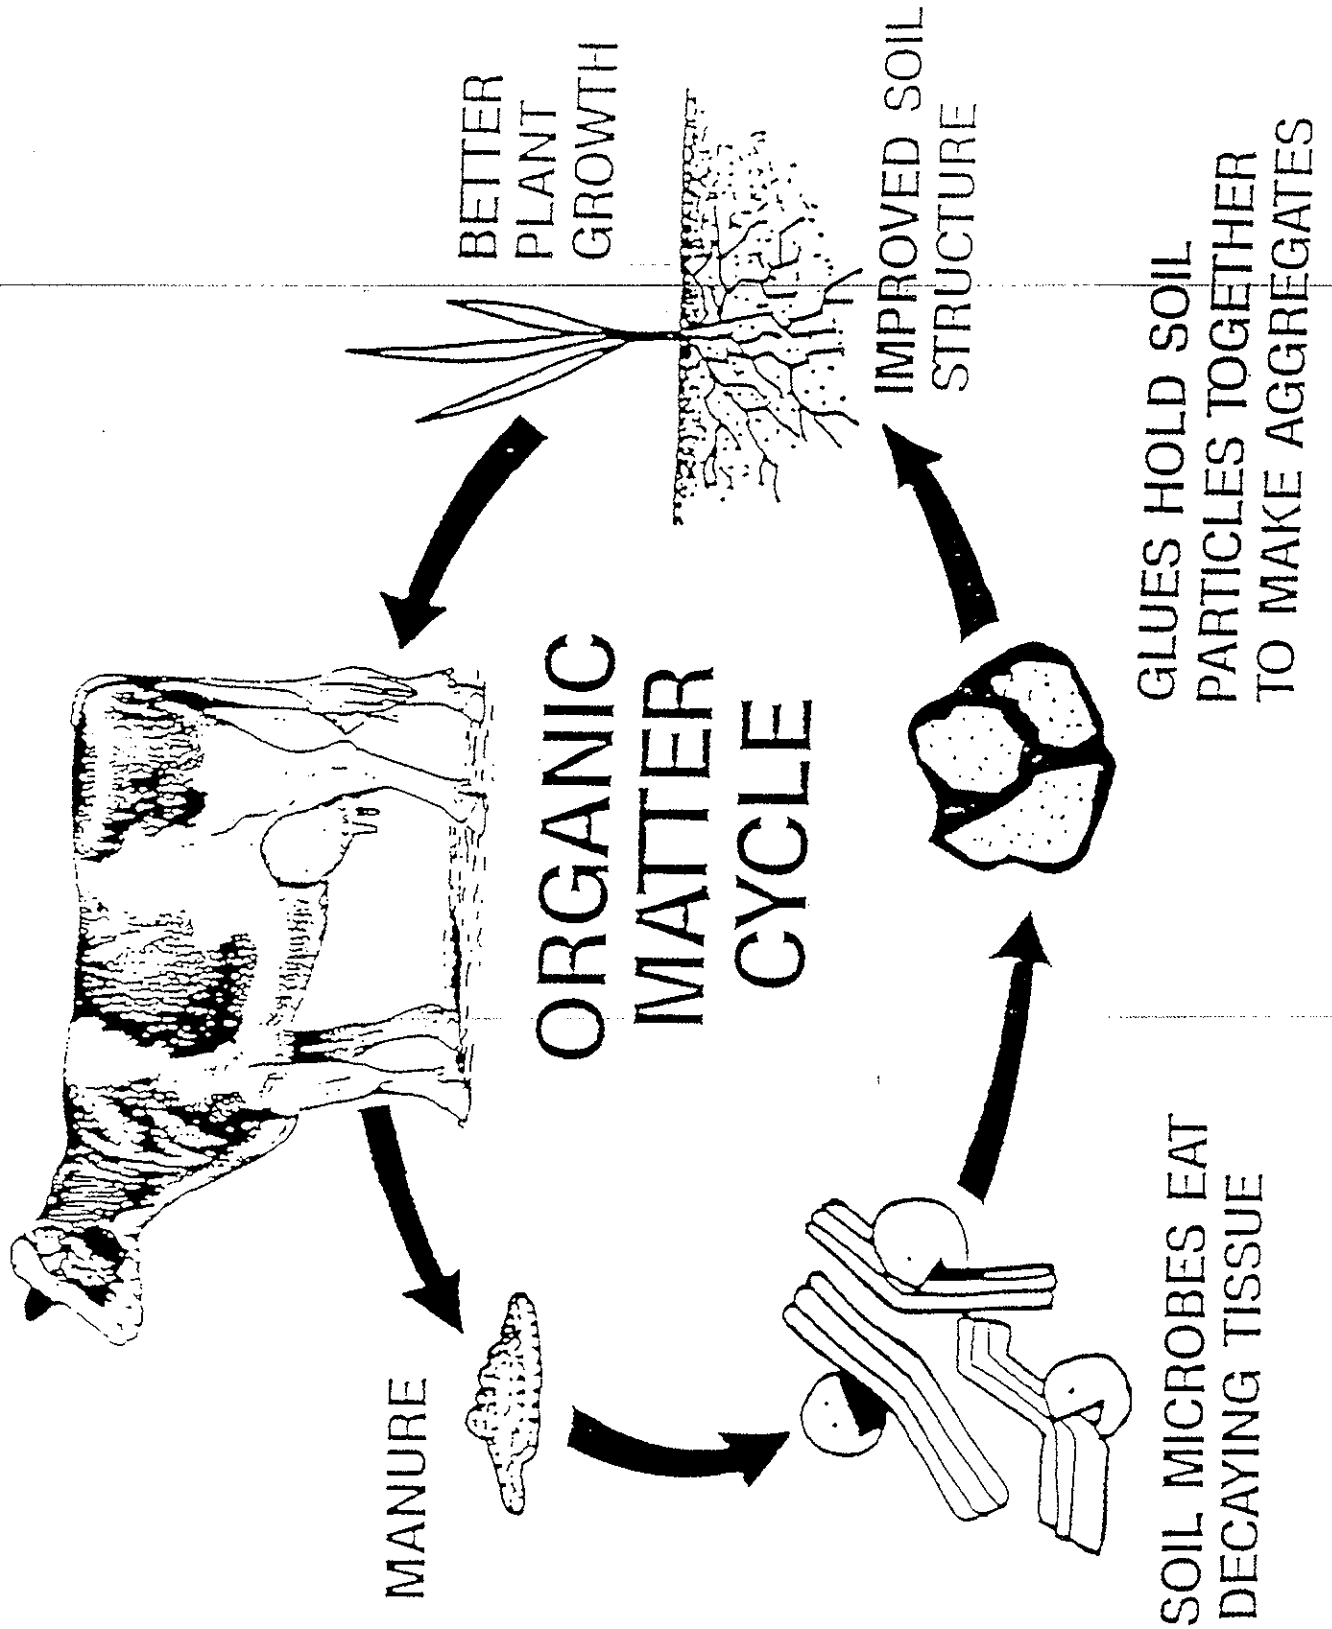 ORGANIC
MATTER
CYCLE
MANURE
SOIL MICROBES EAT
DECAYING TISSUE
GLUES HOLD SOIL
PARTICLES TOGETHER
TO MAKE AGGREGATES
IMPROVED SOIL
STRUCTURE
BETTER
PLANT
GROWTH